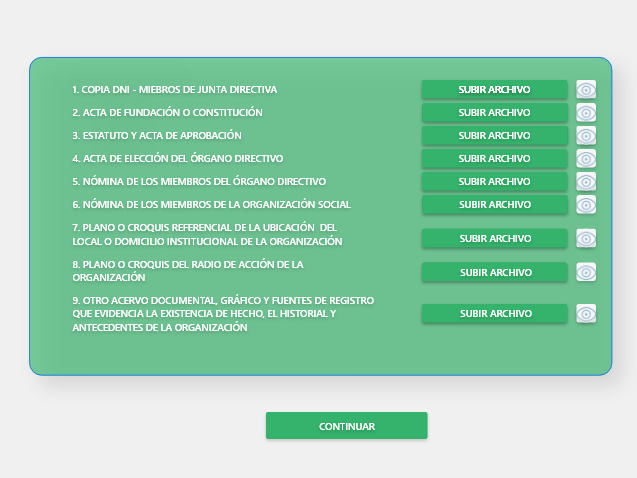 1. COPIA DNI - MIEBROS DE JUNTA DIRECTIVA SUBIR ARCHIVO
2. ACTA DE FUNDACIÓN O CONSTITUCIÓN SUBIR ARCHIVO
3. ESTATUTO Y ACTA DE APROBACIÓN SUBIR ARCHIVO
4. ACTA DE ELECCIÓN DEL ÓRGANO DIRECTIVO SUBIR ARCHIVO
5. NÓMINA DE LOS MIEMBROS DEL ÓRGANO DIRECTIVO SUBIR ARCHIVO
6. NÓMINA DE LOS MIEMBROS DE LA ORGANIZACIÓN SOCIAL SUBIR ARCHIVO
7. PLANO O CROQUIS REFERENCIAL DE LA UBICACIÓN DEL
LOCAL O DOMICILIO INSTITUCIONAL DE LA ORGANIZACIÓN
SUBIR ARCHIVO
8. PLANO O CROQUIS DEL RADIO DE ACCIÓN DE LA
ORGANIZACIÓN
SUBIR ARCHIVO
9. OTRO ACERVO DOCUMENTAL, GRÁFICO Y FUENTES DE REGISTRO
QUE EVIDENCIA LA EXISTENCIA DE HECHO, EL HISTORIAL Y
ANTECEDENTES DE LA ORGANIZACIÓN
SUBIR ARCHIVO
CONTINUAR